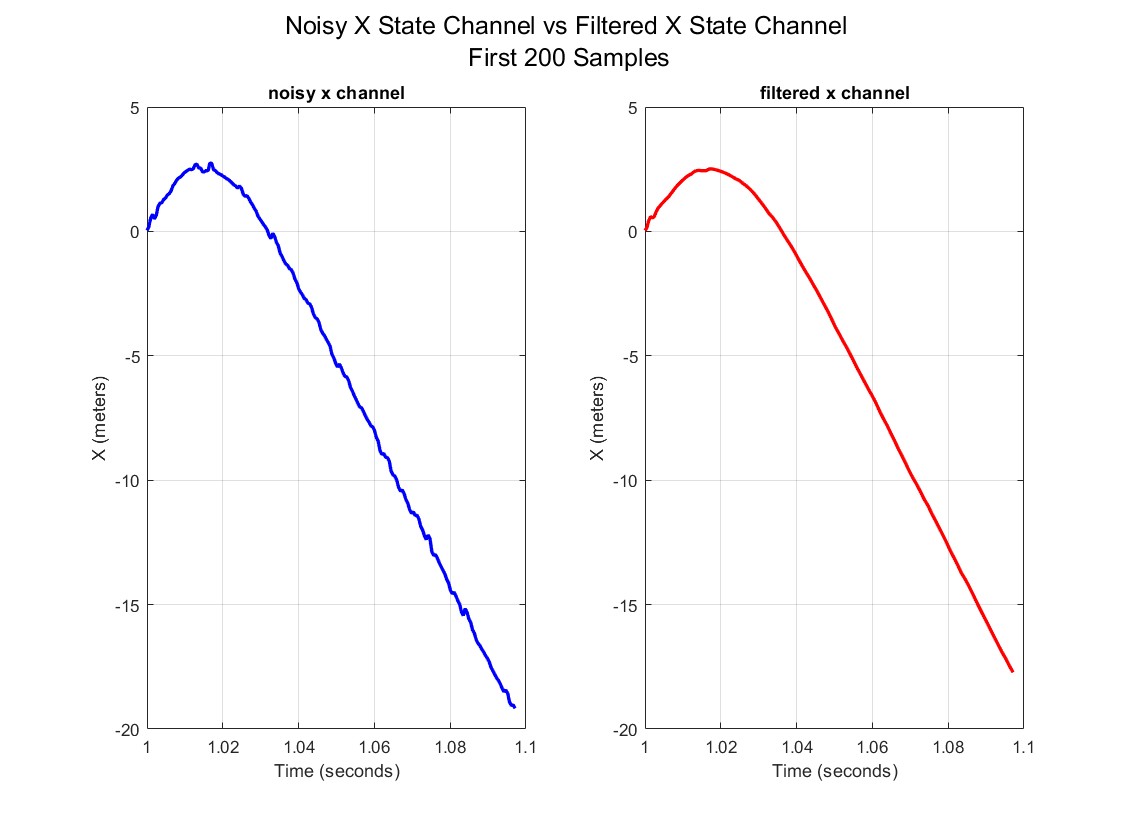 Noisy X State Channel vs Filtered X State Channel
First 200 Samples
noisy x channel
5
0
-5
-10
-15
-20
X (meters)
1 1.02 1.04 1.06 1.08 1.1
Time (seconds)
filtered x channel
5
0
-5
-10
-15
-20
X (meters)
1 1.02 1.04 1.06 1.08 1.1
Time (seconds)